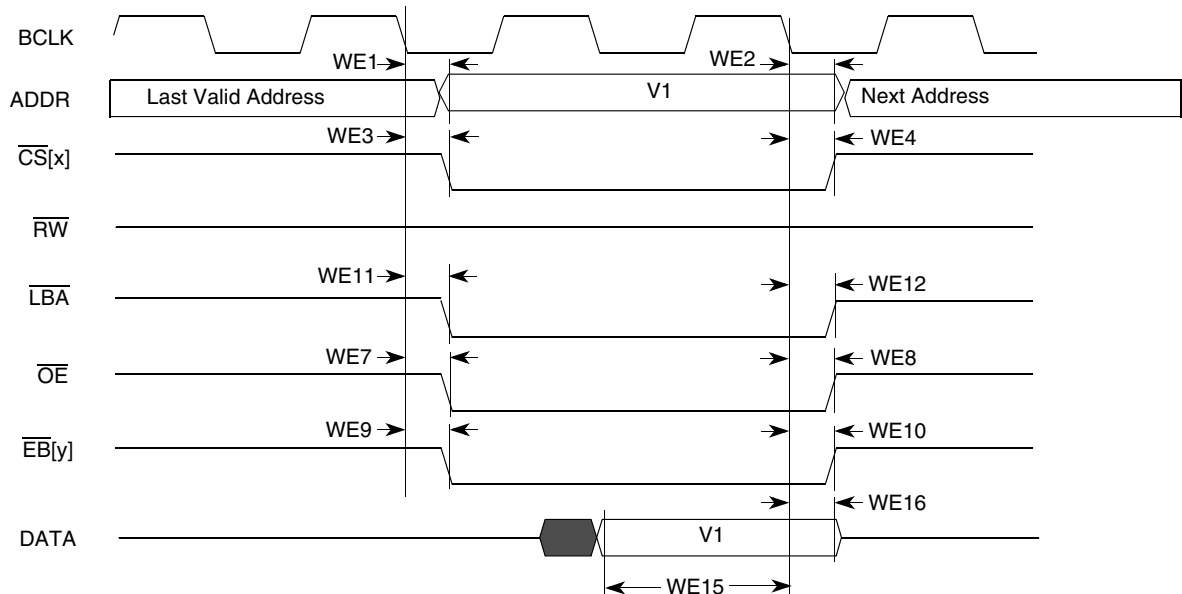 BCLK
WE1
WE2
ADDR
Last Valid Address
V1
Next Address
WE3
WE4
CS[x]
RW
WE11
WE12
LBA
WE7
WE8
OE
WE9
WE10
EB[y]
WE16
DATA
V1
WE15